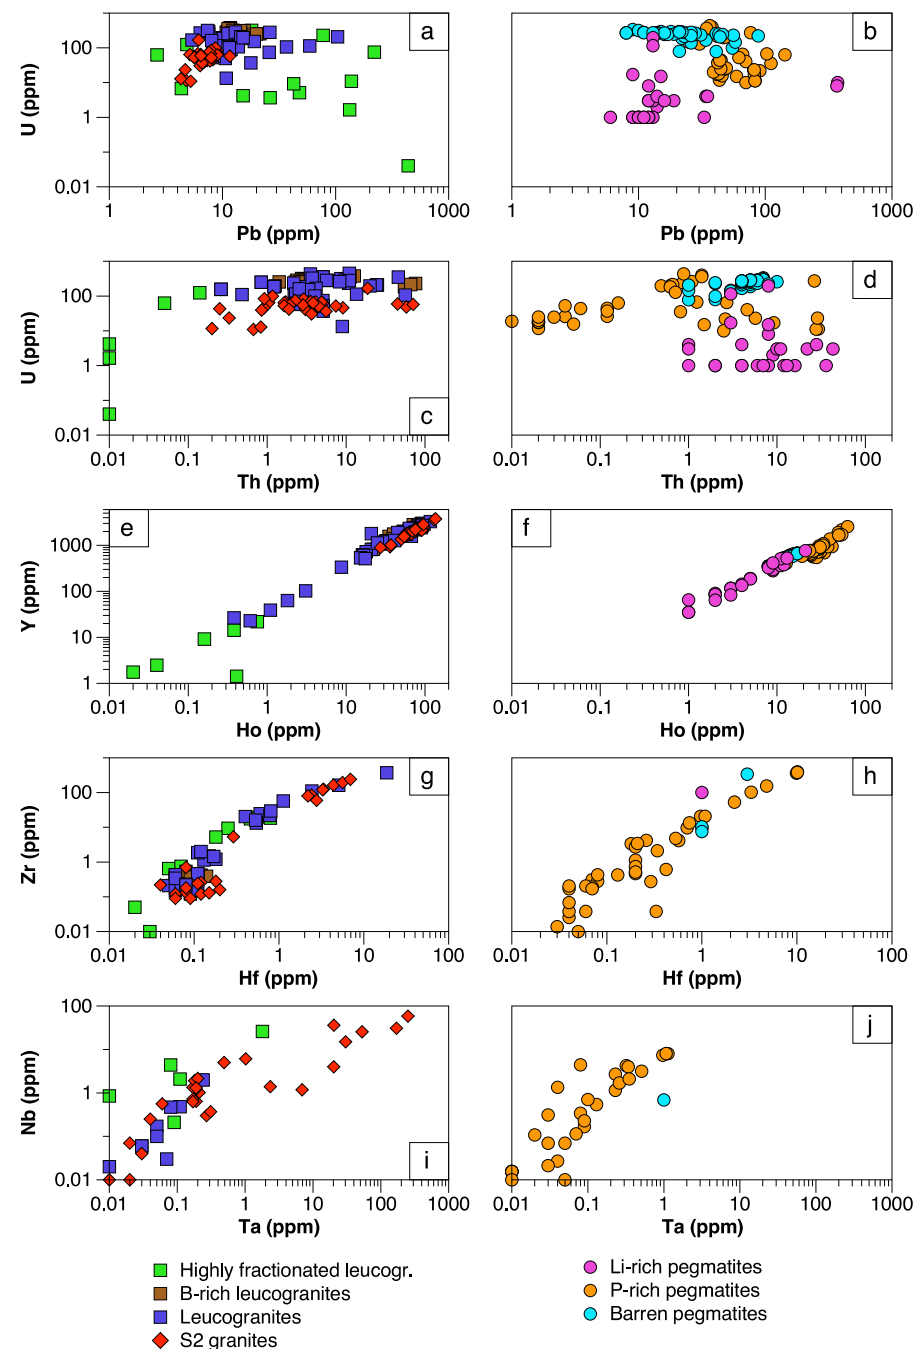 a
b
U (ppm)
100
1
0.01
1 10 100 1000
1 10 100 1000
Pb (ppm)
Pb (ppm)
c
d
U (ppm)
100
1
0.01
0.01 0.1 1 10 100
0.01 0.1 1 10 100
Th (ppm)
Th (ppm)
e
f
Y (ppm)
1000
100
10
1
0.01 0.1 1 10 100
0.01 0.1 1 10 100
Ho (ppm)
Ho (ppm)
g
h
Zr (ppm)
100
1
0.01
0.01 0.1 1 10 100
0.01 0.1 1 10 100
Hf (ppm)
Hf (ppm)
i
j
Nb (ppm)
100
1
0.01
0.01 0.1 1 10 100 1000
0.01 0.1 1 10 100 1000
Ta (ppm)
Ta (ppm)
Highly fractionated leucogr.
B-rich leucogranites
Leucogranites
S2 granites
Li-rich pegmatites
P-rich pegmatites
Barren pegmatites